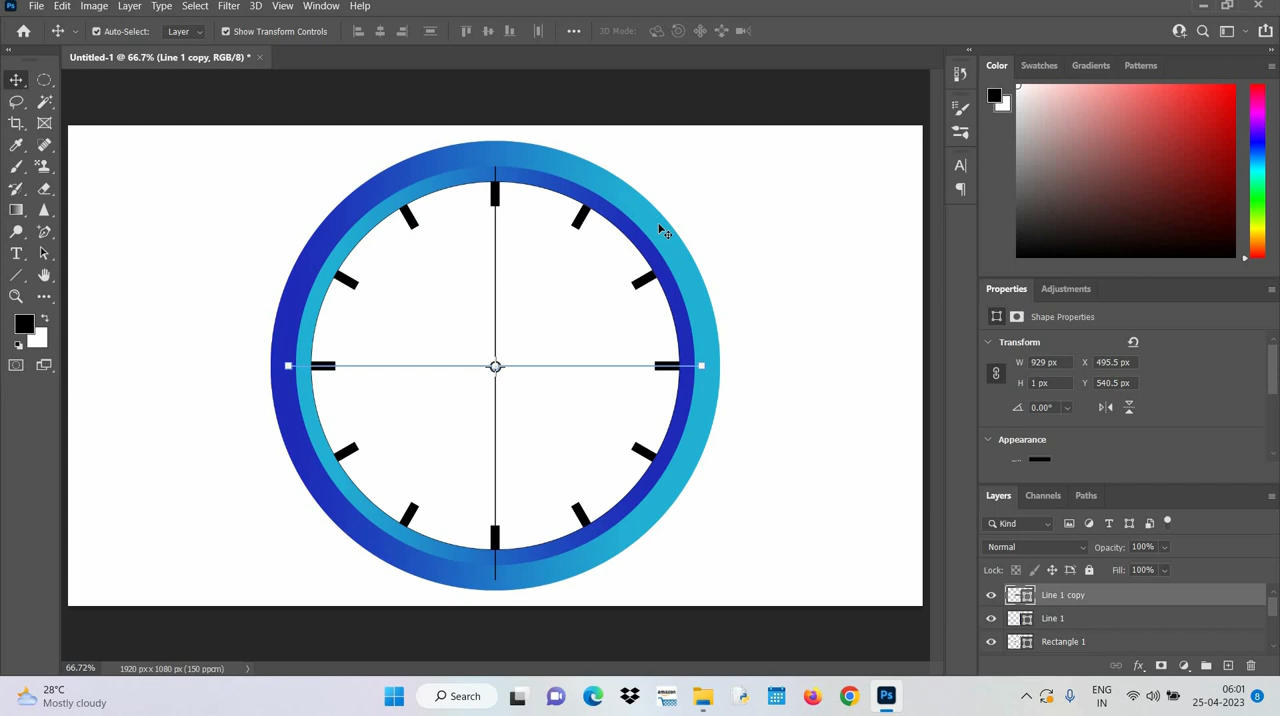 Ps File Edit Image Layer Type Select Filter 3D View Window Help
Auto-Select: Layer Show Transform Controls 3D Mode:
Untitled-1 @ 66.7% (Line 1 copy, RGB/8) *
Color Swatches Gradients Patterns
Properties Adjustments
Shape Properties
Transform
W 929 px X 495.5 px
H 1 px Y 540.5 px
0.00°
Appearance
Layers Channels Paths
Kind
Normal Opacity: 100%
Lock: Fill: 100%
Line 1 copy
Line 1
Rectangle 1
66.72% 1920 px x 1080 px (150 ppcm)
28°C
Mostly cloudy
Search
amazon
Ps
ENG
IN
06:01
25-04-2023
8